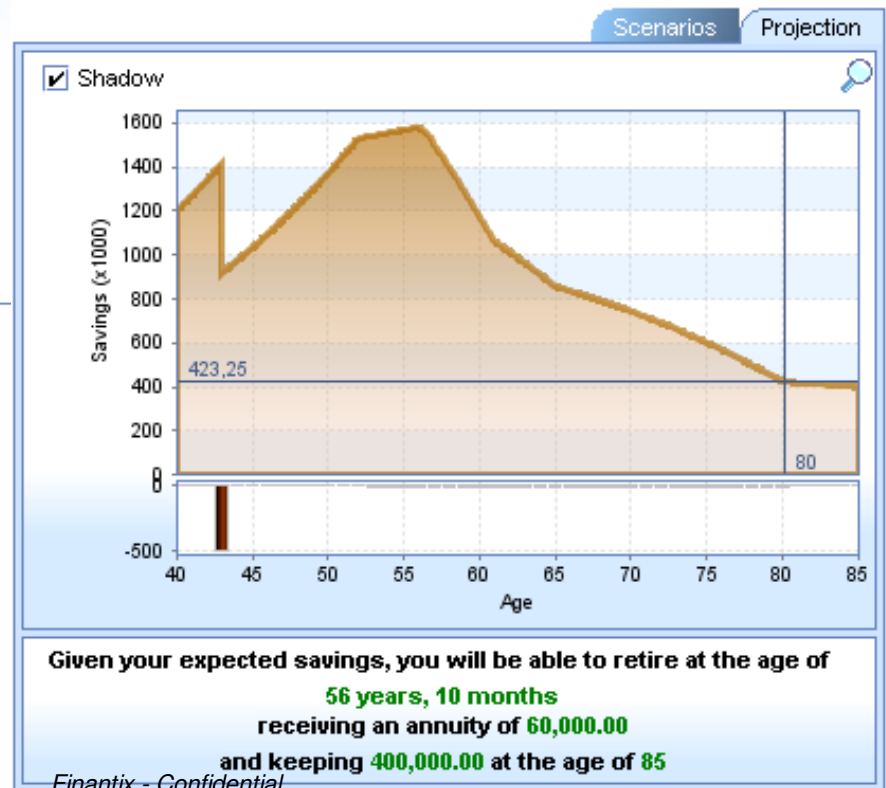 Scenarios Projection
Shadow
1600
1400
1200
1000
800
600
400
200
0
Savings (x1000)
423,25
80
0
-500
40 45 50 55 60 65 70 75 80 85
Age
Given your expected savings, you will be able to retire at the age of
56 years, 10 months
receiving an annuity of 60,000.00
and keeping 400,000.00 at the age of 85
Finantix - Confidential